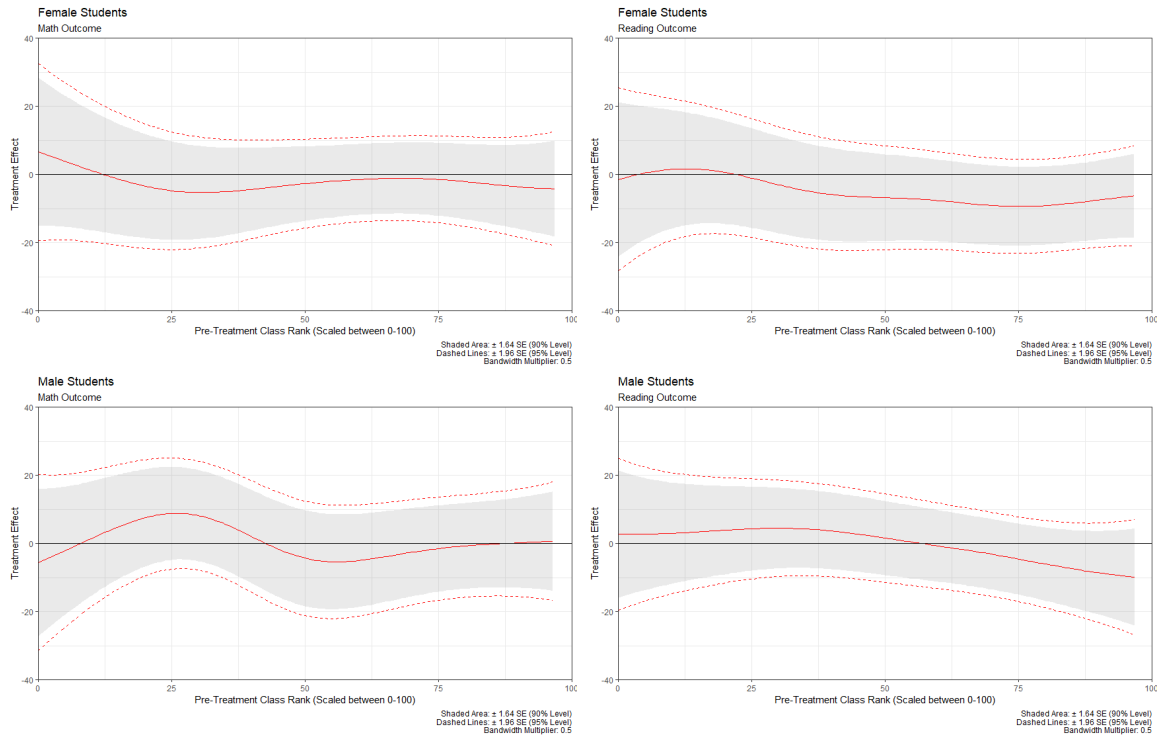 Female Students
Math Outcome
40
20
0
-20
-40
Treatment Effect
0
25
50
75
100
Pre-Treatment Class Rank (Scaled between 0-100)
Shaded Area: ± 1.64 SE (90% Level)
Dashed Lines: ± 1.96 SE (95% Level)
Bandwidth Multiplier: 0.5
Female Students
Reading Outcome
40
20
0
-20
-40
Treatment Effect
0
25
50
75
100
Pre-Treatment Class Rank (Scaled between 0-100)
Shaded Area: ± 1.64 SE (90% Level)
Dashed Lines: ± 1.96 SE (95% Level)
Bandwidth Multiplier: 0.5
Male Students
Math Outcome
40
20
0
-20
-40
Treatment Effect
0
25
50
75
100
Pre-Treatment Class Rank (Scaled between 0-100)
Shaded Area: ± 1.64 SE (90% Level)
Dashed Lines: ± 1.96 SE (95% Level)
Bandwidth Multiplier: 0.5
Male Students
Reading Outcome
40
20
0
-20
-40
Treatment Effect
0
25
50
75
100
Pre-Treatment Class Rank (Scaled between 0-100)
Shaded Area: ± 1.64 SE (90% Level)
Dashed Lines: ± 1.96 SE (95% Level)
Bandwidth Multiplier: 0.5